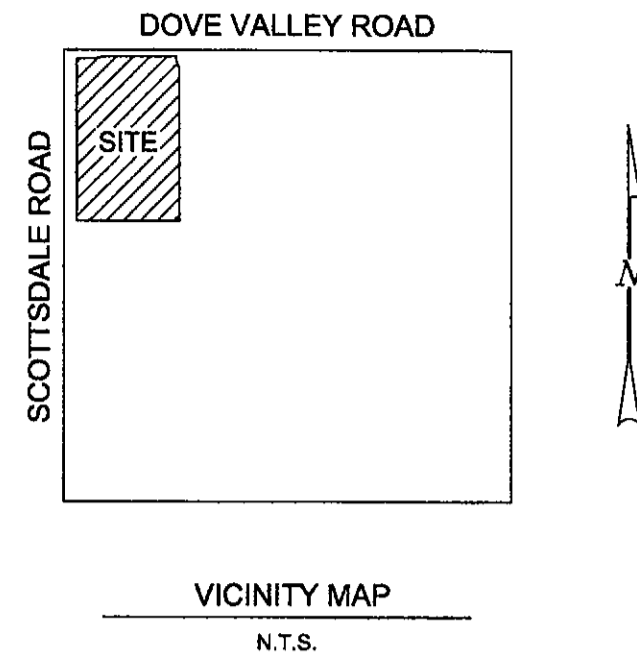 DOVE VALLEY ROAD
SCOTTSDALE ROAD
SITE
N
VICINITY MAP
N.T.S.